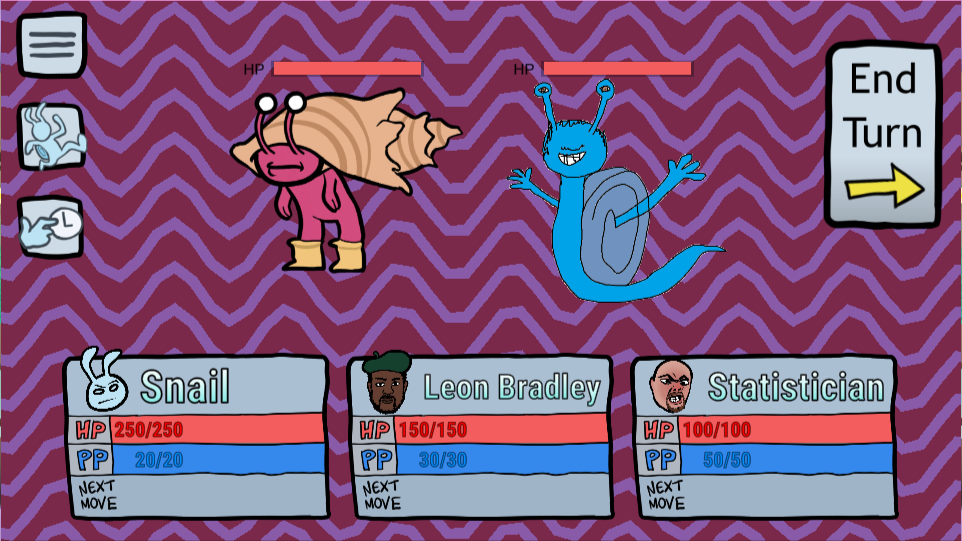 HP
HP
End
Turn
L
Snail
HP 250/250
PP 20/20
NEXT
MOVE
Leon Bradley
HP 150/150
PP 30/30
NEXT
MOVE
Statistician
HP 100/100
PP 50/50
NEXT
MOVE